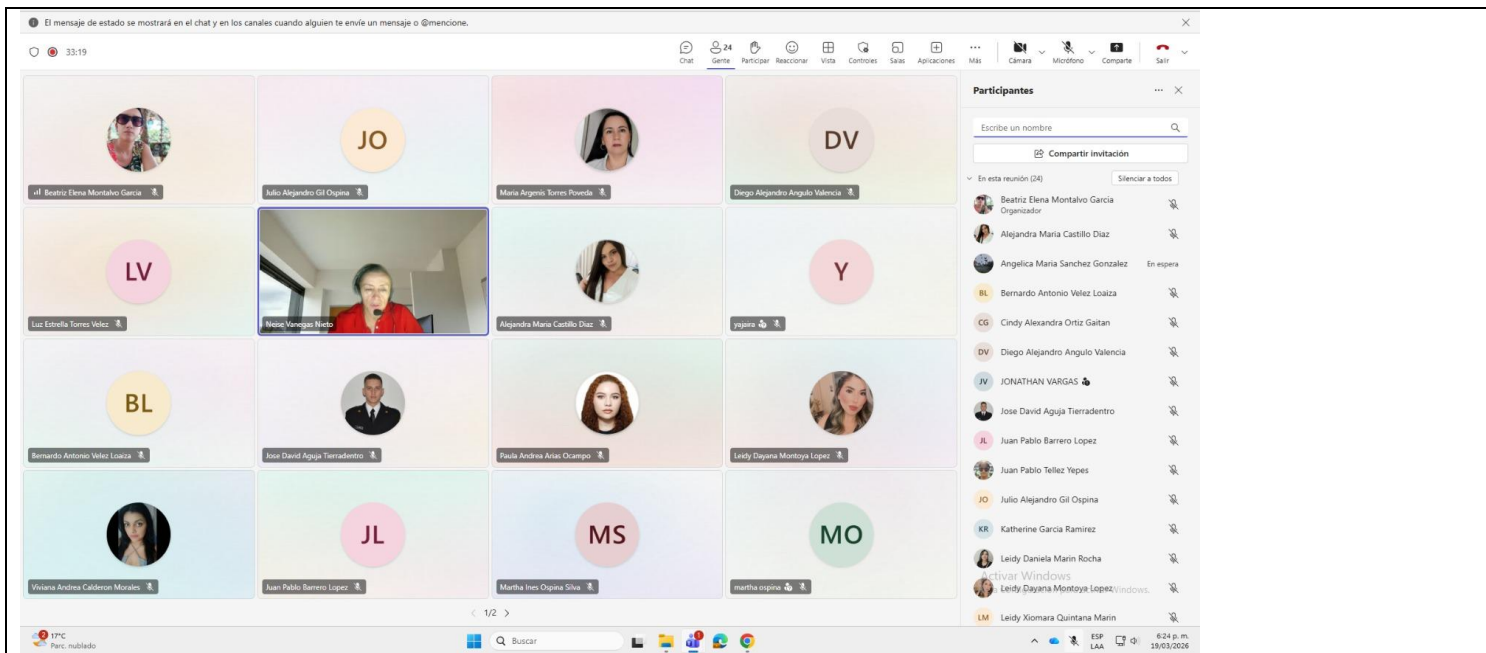 El mensaje de estado se mostrará en el chat y en los canales cuando alguien te envíe un mensaje o @mencione.
33:19
Chat
24
Gente
Participar
Reaccionar
Vista
Controles
Salas
Aplicaciones
Más
Cámara
Micrófono
Comparte
Salir
JO
DV
Beatriz Elena Montalvo Garcia
Julio Alejandro Gil Ospina
Maria Argenis Torres Poveda
Diego Alejandro Angulo Valencia
LV
Y
Luz Estrella Torres Velez
Neise Vanegas Nieto
Alejandra Maria Castillo Diaz
yajaira
BL
Bernardo Antonio Velez Loaiza
Jose David Aguja Tierradentro
Paula Andrea Arias Ocampo
Leidy Dayana Montoya Lopez
JL
MS
MO
Viviana Andrea Calderon Morales
Juan Pablo Barrero Lopez
Martha Ines Ospina Silva
martha ospina
1/2
Participantes
Escribe un nombre
Compartir invitación
En esta reunión (24)
Silenciar a todos
Beatriz Elena Montalvo Garcia
Organizador
Alejandra Maria Castillo Diaz
Angelica Maria Sanchez Gonzalez
En espera
BL Bernardo Antonio Velez Loaiza
CG Cindy Alexandra Ortiz Gaitan
DV Diego Alejandro Angulo Valencia
JV JONATHAN VARGAS
Jose David Aguja Tierradentro
JL Juan Pablo Barrero Lopez
Juan Pablo Tellez Yepes
JO Julio Alejandro Gil Ospina
KR Katherine Garcia Ramirez
Leidy Daniela Marin Rocha
Activar Windows
Leidy Dayana Montoya Lopez
Windows.
LM Leidy Xiomara Quintana Marin
2
17°C
Parc. nublado
Buscar
1
ESP
LAA
6:24 p. m.
19/03/2026